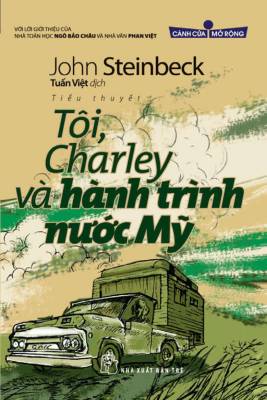 VỚI LỜI GIỚI THIỆU CỦA
NHÀ TOÁN HỌC NGÔ BẢO CHÂU VÀ NHÀ VĂN PHAN VIỆT
CÁNH CỬA MỞ RỘNG
John Steinbeck
Tuấn Việt dịch
Tiểu thuyết
Tôi,
Charley
và hành trình
nước Mỹ
GMC
NHÀ XUẤT BẢN TRẺ